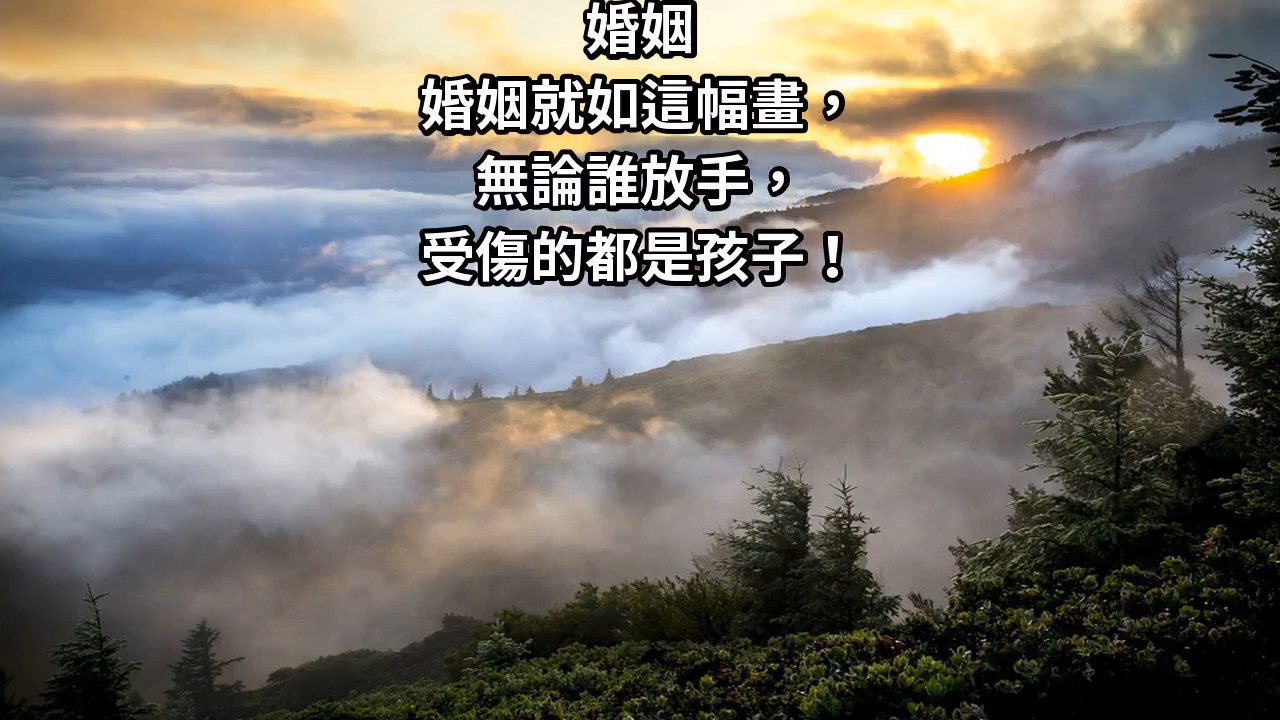 婚姻
婚姻就如這幅畫，
無論誰放手，
受傷的都是孩子！